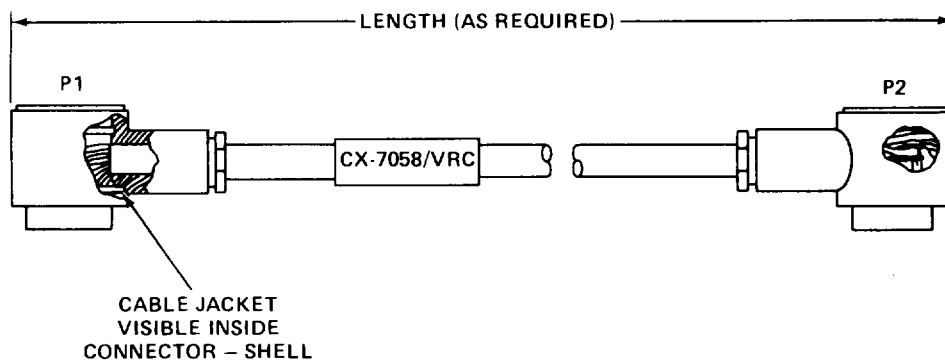 LENGTH (AS REQUIRED)
P1
P2
CX-7058/VRC
CABLE JACKET
VISIBLE INSIDE
CONNECTOR – SHELL